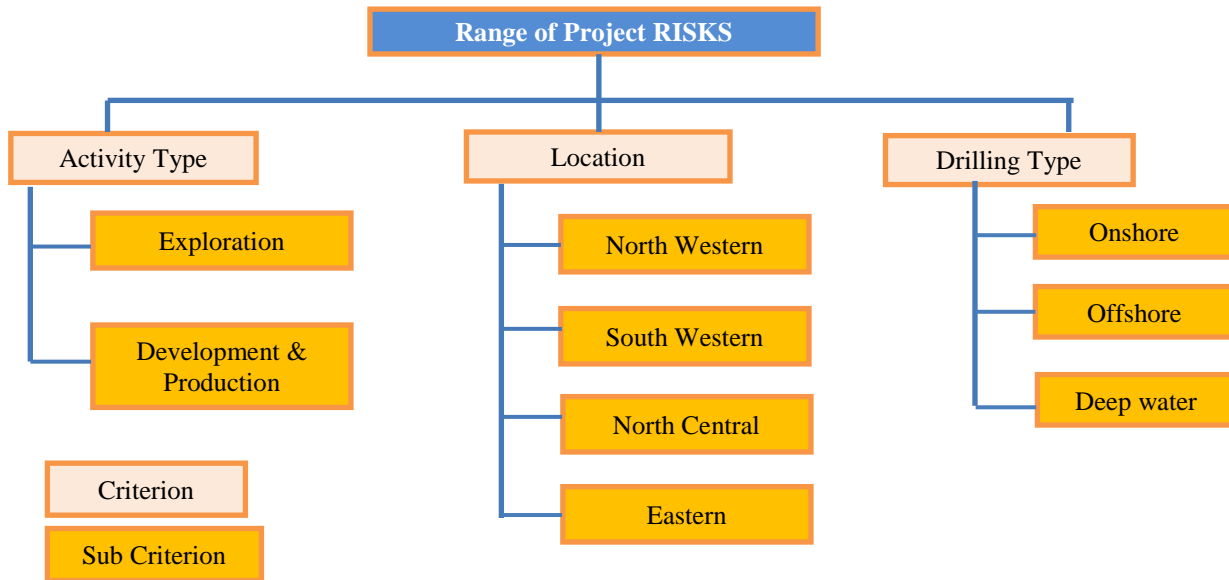 Range of Project RISKS
Activity Type
Exploration
Development &
Production
Location
North Western
South Western
North Central
Eastern
Drilling Type
Onshore
Offshore
Deep water
Criterion
Sub Criterion